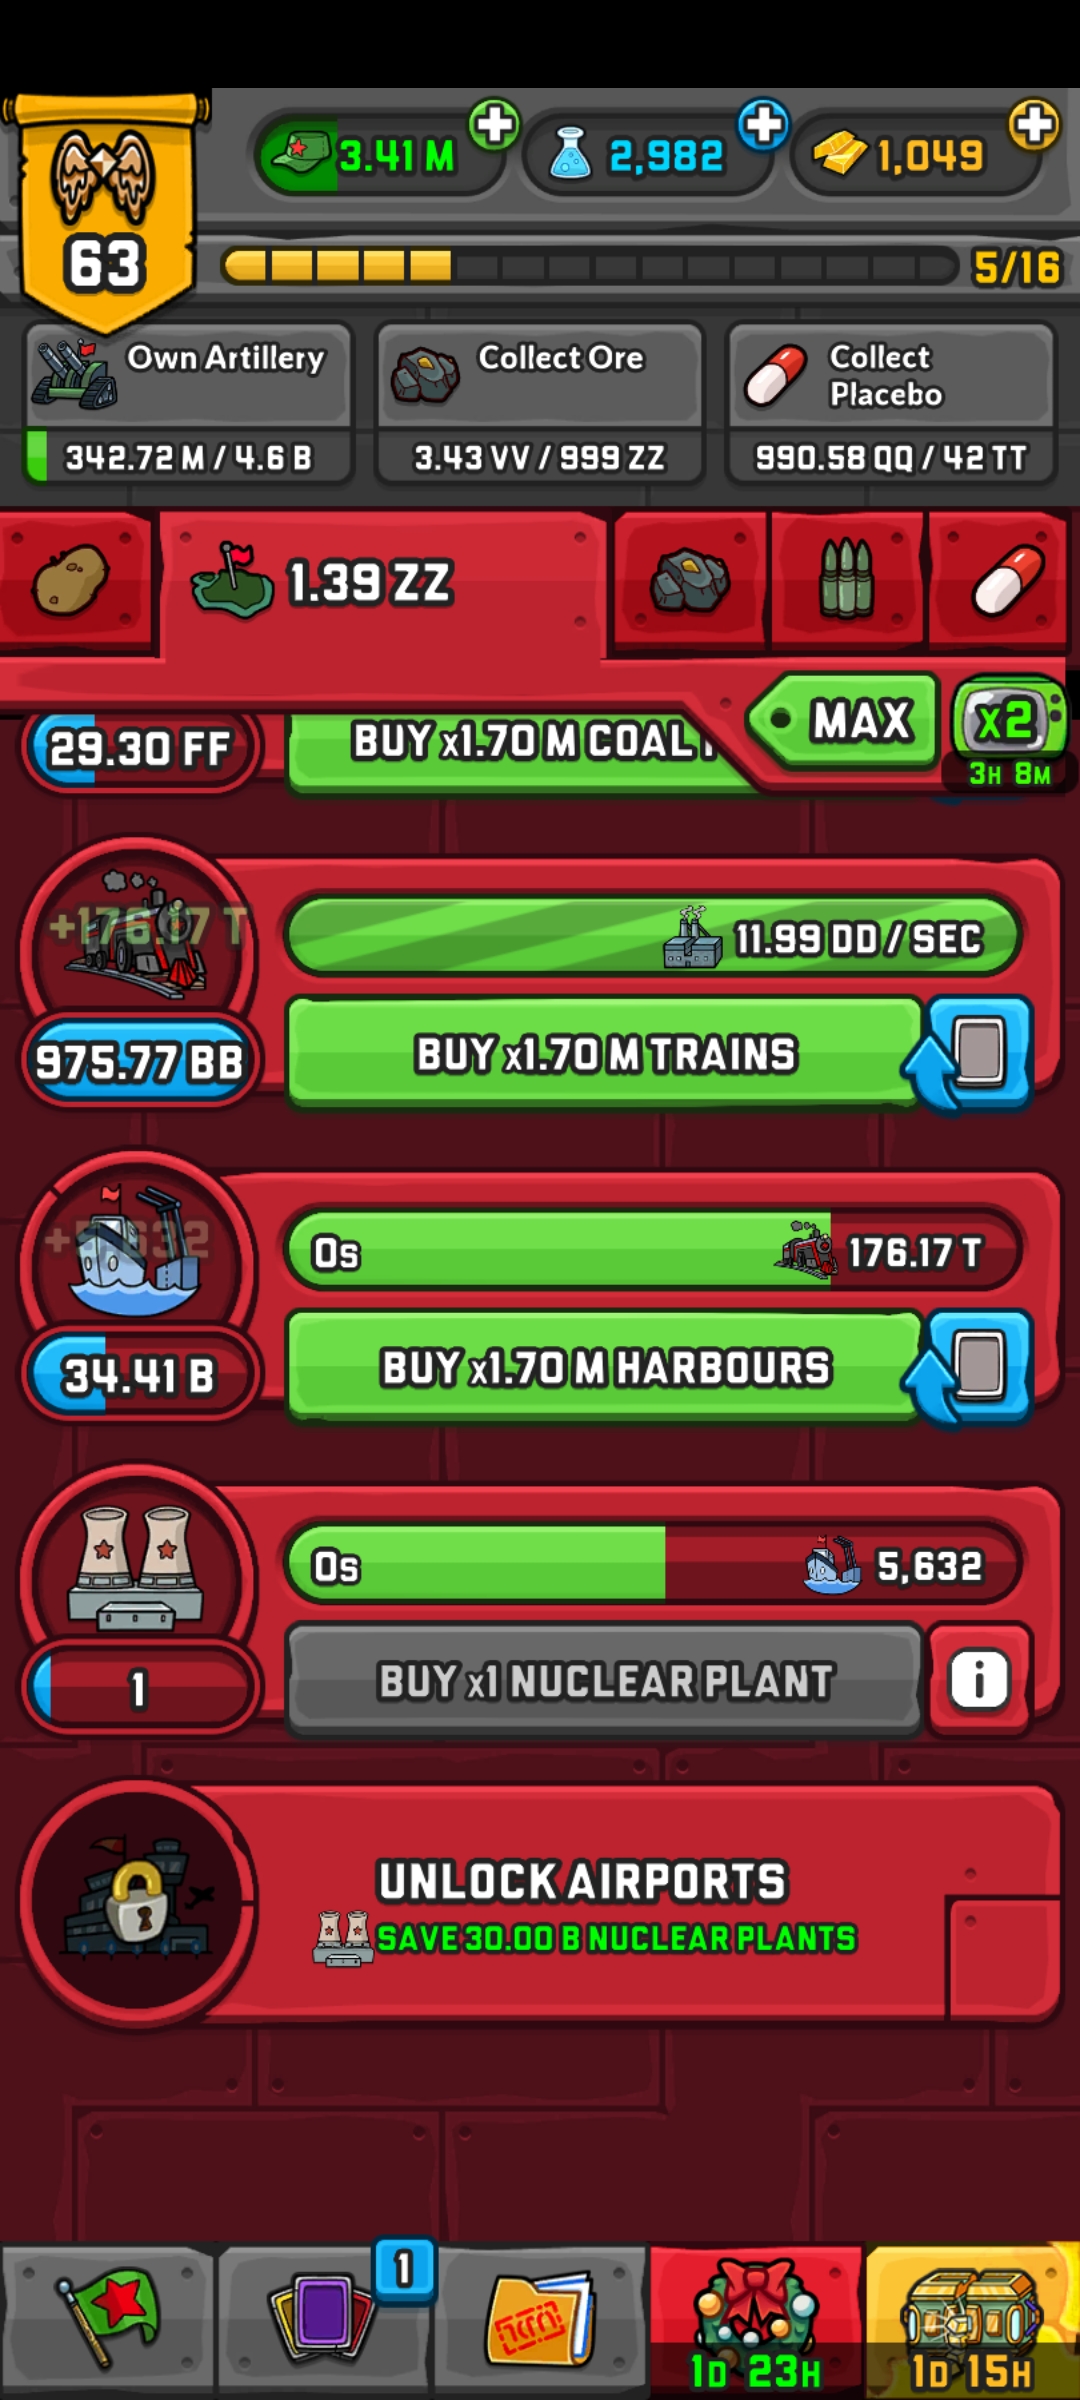 3.41 M
2,982
1,049
63
5/16
Own Artillery
342.72 M / 4.6 B
Collect Ore
3.43 VV / 999 ZZ
Collect
Placebo
990.58 QQ / 42 TT
1.39 ZZ
MAX
x2
3H 8M
29.30 FF
BUY x1.70 M COAL
+176.17 T
11.99 DD / SEC
975.77 BB
BUY x1.70 M TRAINS
0s
176.17 T
34.41 B
BUY x1.70 M HARBOURS
0s
5,632
1
BUY x1 NUCLEAR PLANT
i
UNLOCK AIRPORTS
SAVE 30.00 B NUCLEAR PLANTS
1
1D 23H
1D 15H